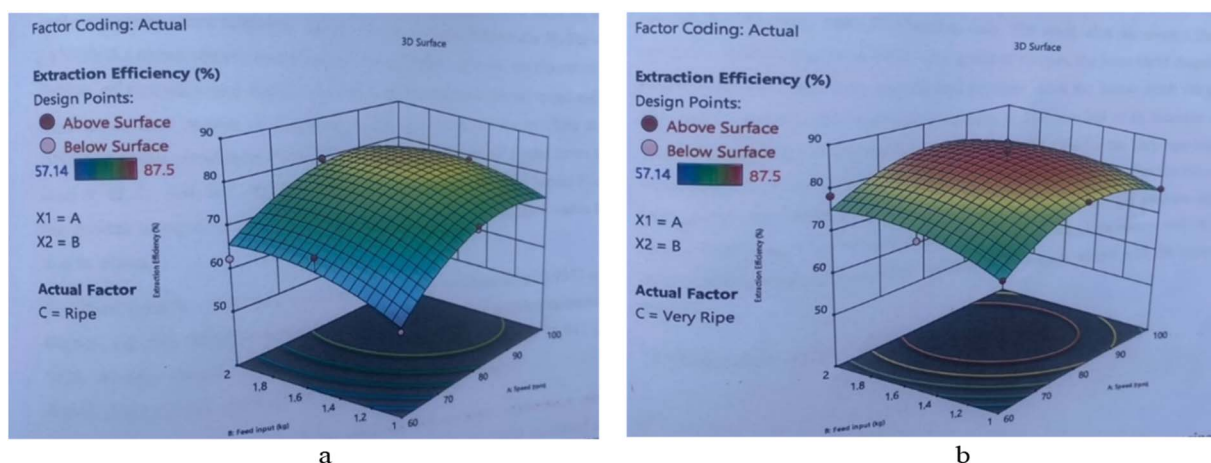 Factor Coding: Actual
3D Surface
Extraction Efficiency (%)
Design Points:
Above Surface
Below Surface
57.14 87.5
X1 = A
X2 = B
Actual Factor
C = Ripe
Extraction Efficiency (%)
90
80
70
60
50
2
1.8
1.6
1.4
1.2
1
B: Feed input (kg)
60
70
80
90
100
A: Speed (rpm)
a
Factor Coding: Actual
3D Surface
Extraction Efficiency (%)
Design Points:
Above Surface
Below Surface
57.14 87.5
X1 = A
X2 = B
Actual Factor
C = Very Ripe
Extraction Efficiency (%)
90
80
70
60
50
2
1.8
1.6
1.4
1.2
1
B: Feed input (kg)
60
70
80
90
100
A: Speed (rpm)
b